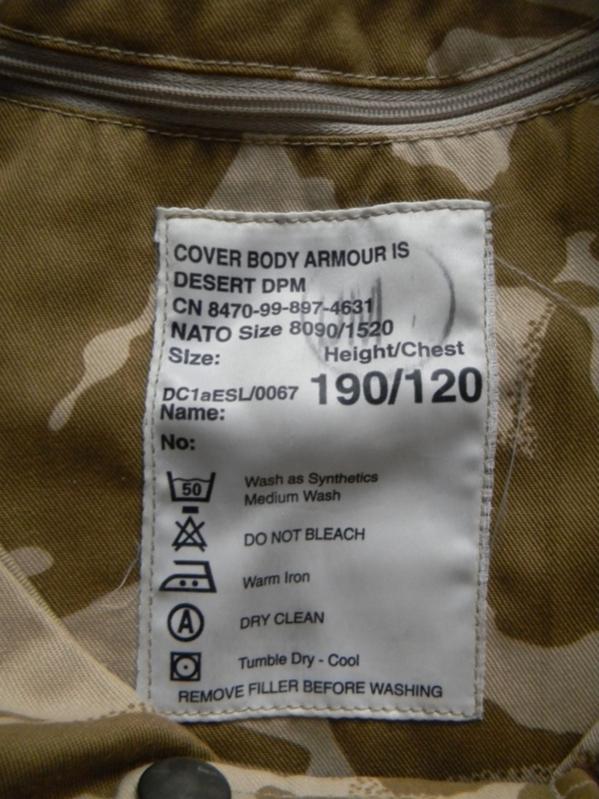 COVER BODY ARMOUR IS
DESERT DPM
CN 8470-99-897-4631
NATO Size 8090/1520
Size: Height/Chest
DC1aESL/0067 190/120
Name:
No:
50 Wash as Synthetics
Medium Wash
DO NOT BLEACH
Warm Iron
A DRY CLEAN
Tumble Dry - Cool
REMOVE FILLER BEFORE WASHING